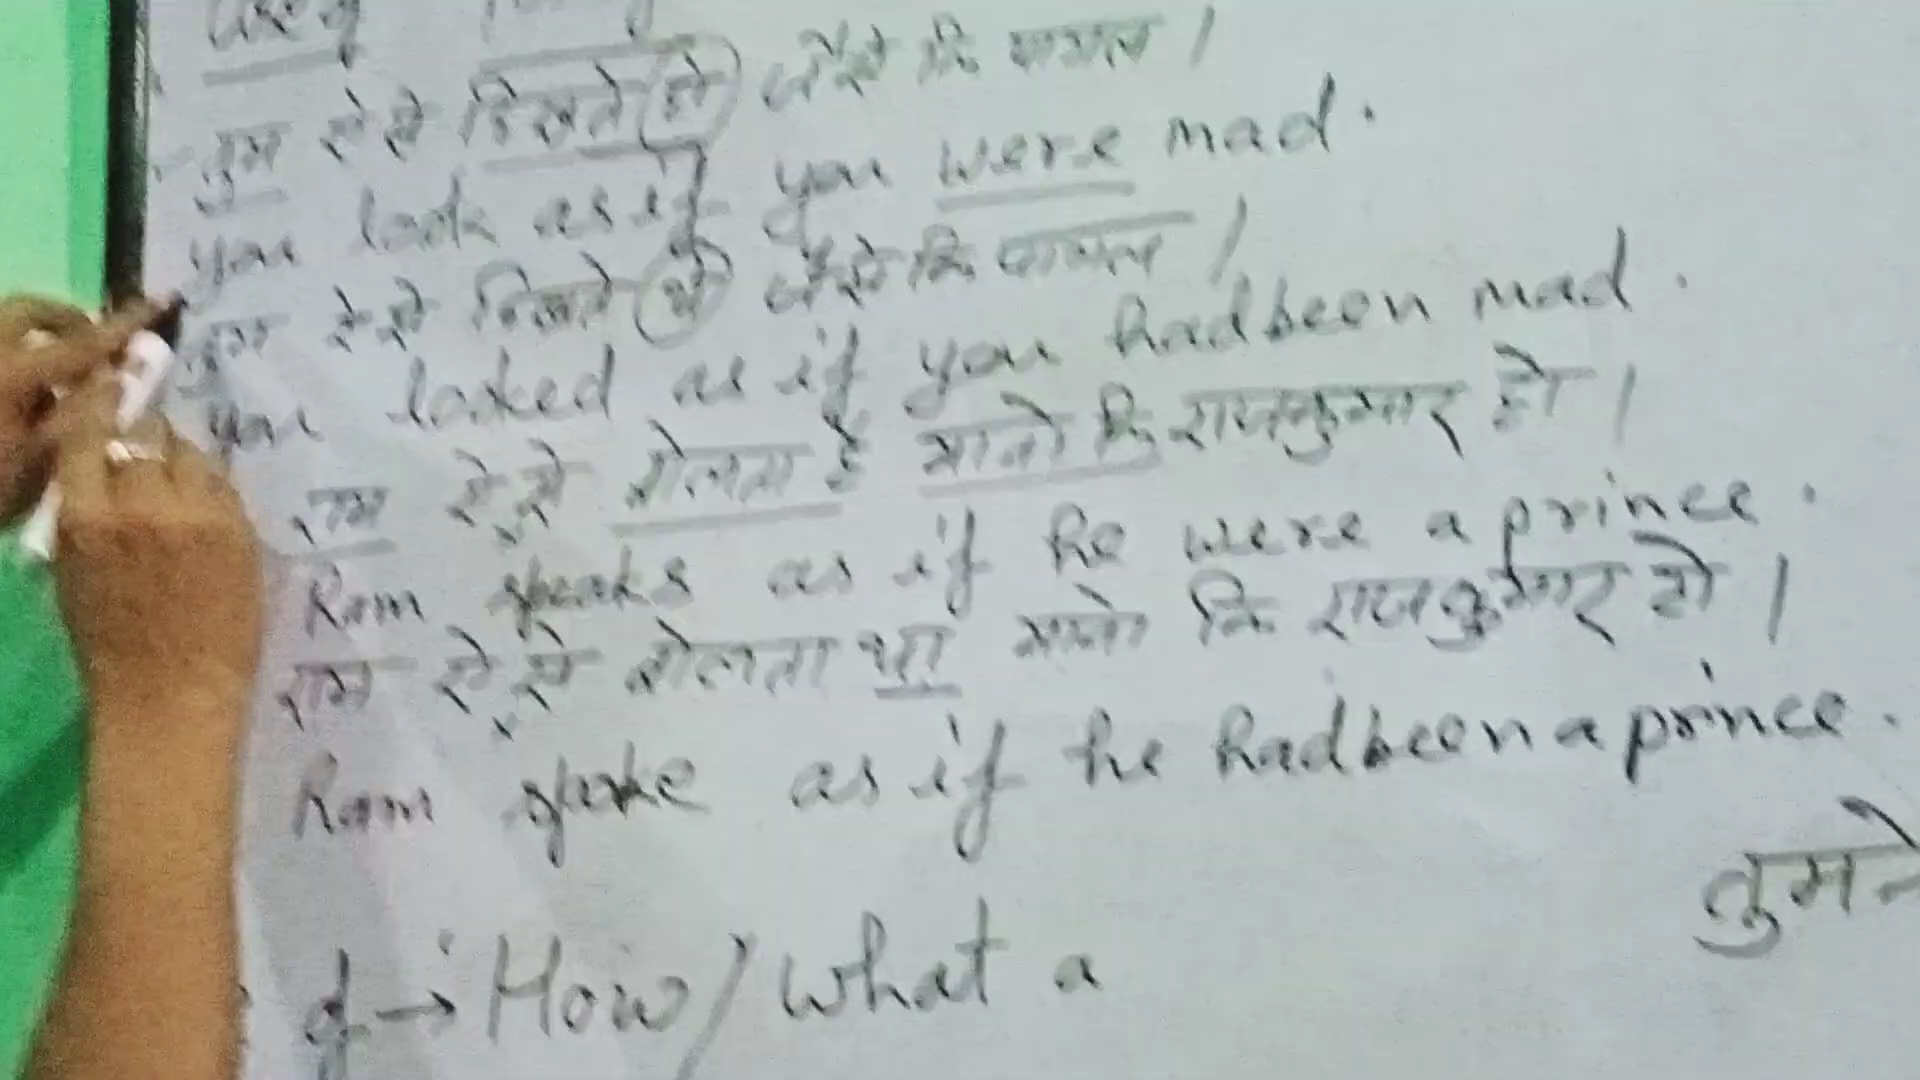 तुम ऐसे दिखते हो जैसे कि पागल।
you look as if you were mad.
तुम ऐसे दिखते थे जैसे कि पागल।
you looked as if you had been mad.
राम ऐसे बोलता है मानो कि राजकुमार हो।
Ram speaks as if he were a prince.
राम ऐसे बोलता था मानो कि राजकुमार हो।
Ram spoke as if he had been a prince.
तुमने
→ How / What a